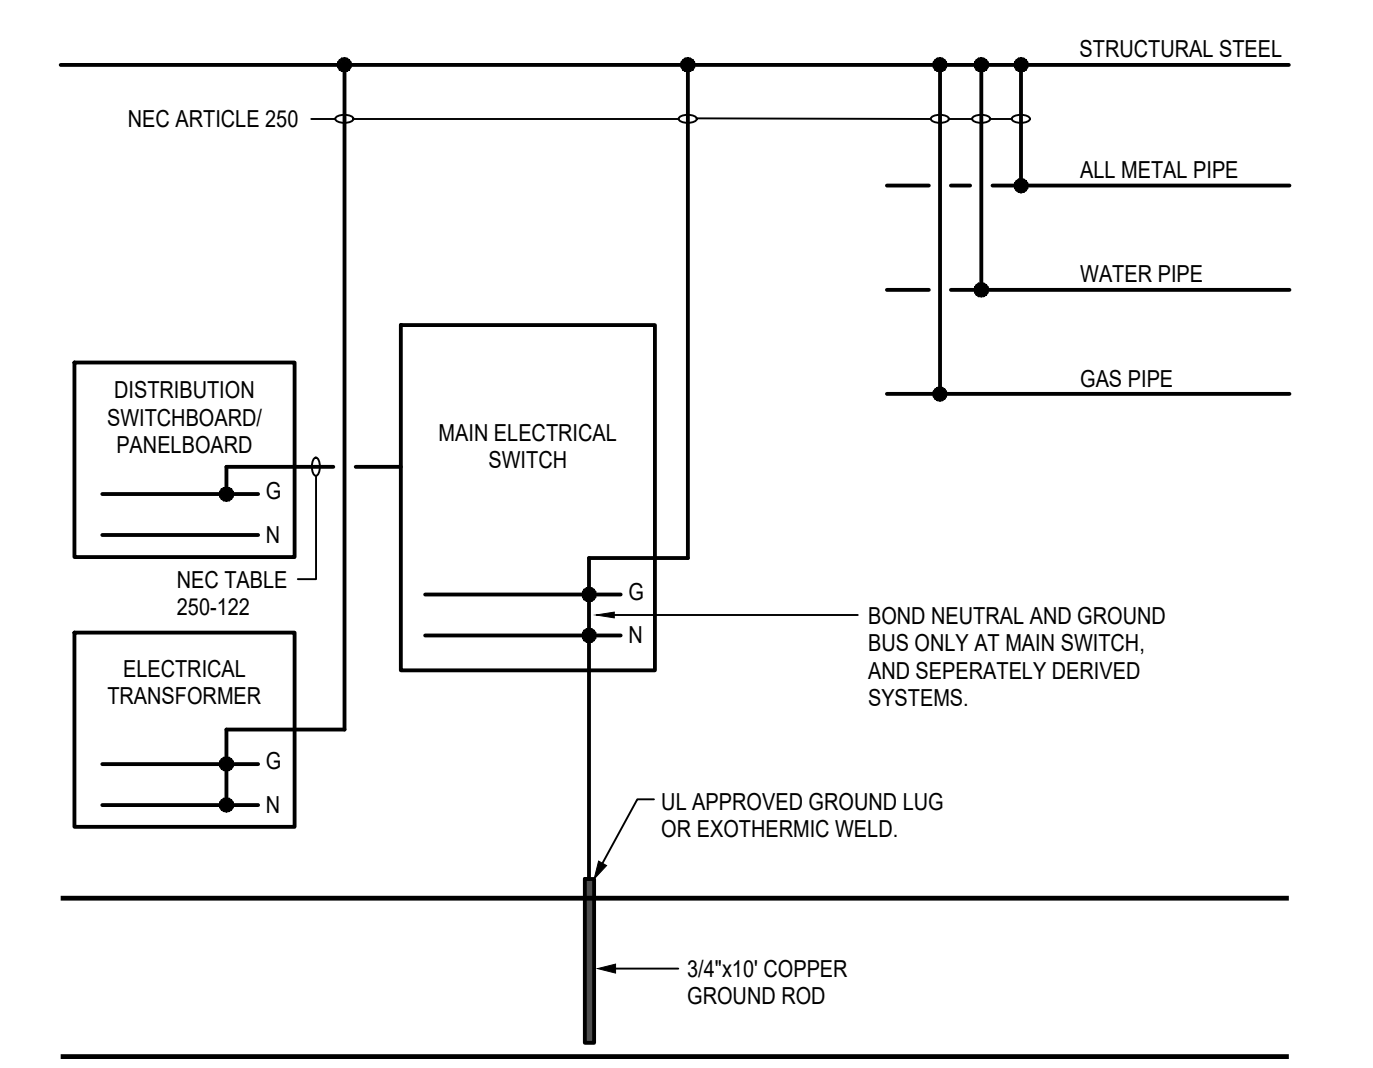 STRUCTURAL STEEL
NEC ARTICLE 250
ALL METAL PIPE
WATER PIPE
GAS PIPE
DISTRIBUTION
SWITCHBOARD/
PANELBOARD
G
N
NEC TABLE
250-122
MAIN ELECTRICAL
SWITCH
G
N
BOND NEUTRAL AND GROUND
BUS ONLY AT MAIN SWITCH,
AND SEPERATELY DERIVED
SYSTEMS.
ELECTRICAL
TRANSFORMER
G
N
UL APPROVED GROUND LUG
OR EXOTHERMIC WELD.
3/4"x10' COPPER
GROUND ROD